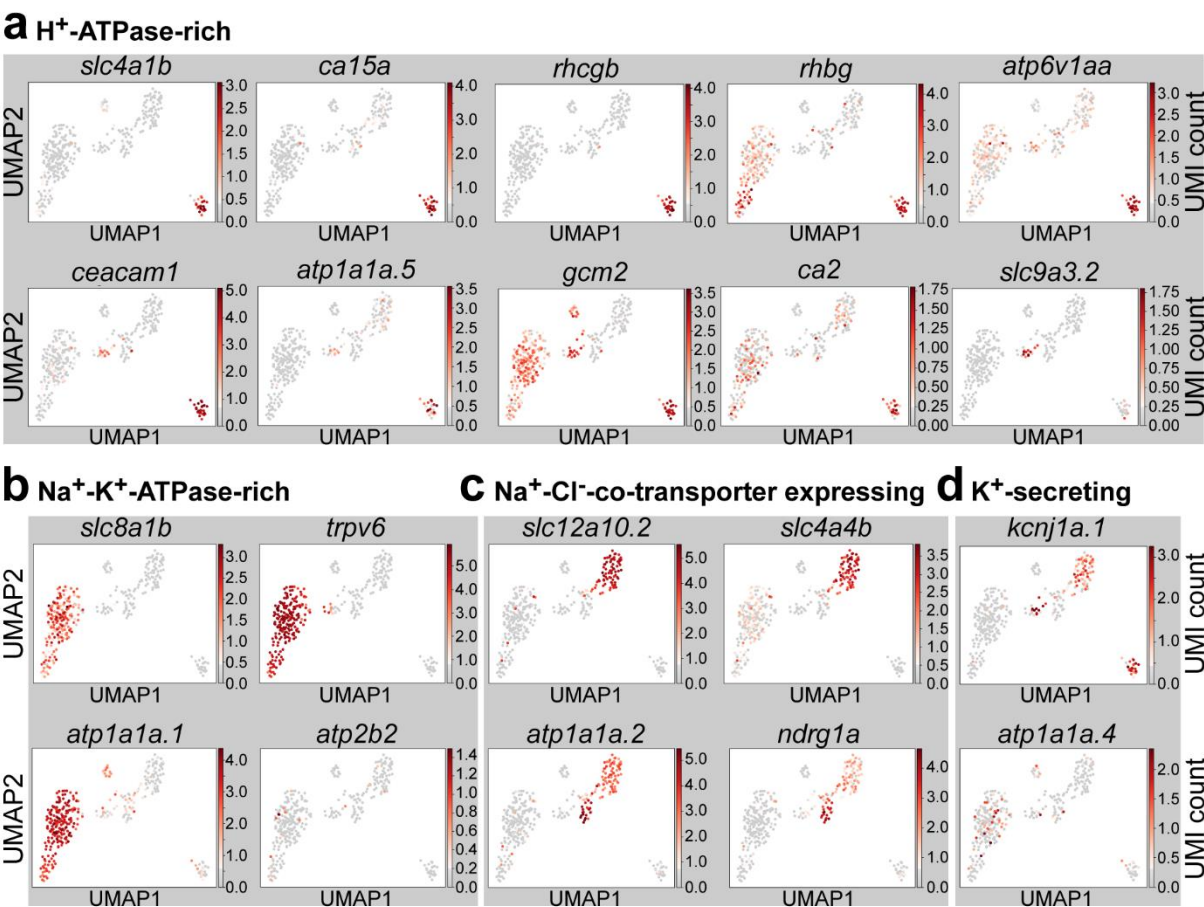 a H⁺-ATPase-rich
slc4a1b
UMAP2
3.0
2.5
2.0
1.5
1.0
0.5
0.0
UMAP1
ca15a
4.0
3.0
1.0
0.0
UMAP1
rhcgb
4.0
3.0
2.0
1.0
0.0
UMAP1
rhbg
4.0
3.0
2.0
1.0
0.0
UMAP1
atp6v1aa
3.0
2.5
2.0
1.5
1.0
0.5
0.0
UMI count
UMAP1
ceacam1
UMAP2
5.0
4.0
3.0
2.0
1.0
0.0
UMAP1
atp1a1a.5
3.5
3.0
2.5
2.0
1.5
1.0
0.5
0.0
UMAP1
gcm2
3.5
3.0
2.5
2.0
1.5
1.0
0.5
0.0
UMAP1
ca2
1.75
0.00
UMAP1
slc9a3.2
1.75
1.50
1.25
1.00
0.75
0.50
0.25
0.00
UMI count
UMAP1
b Na⁺-K⁺-ATPase-rich
slc8a1b
UMAP2
3.0
2.5
2.0
1.5
1.0
0.5
0.0
UMAP1
trpv6
5.0
4.0
3.0
2.0
1.0
0.0
UMAP1
atp1a1a.1
UMAP2
4.0
3.0
2.0
1.0
0.0
UMAP1
atp2b2
1.4
1.2
1.0
0.8
0.6
0.4
0.2
0.0
UMAP1
c Na⁺-Cl⁻-co-transporter expressing
slc12a10.2
5.0
4.0
3.0
2.0
1.0
0.0
UMAP1
slc4a4b
3.5
3.0
2.5
2.0
1.5
1.0
0.5
0.0
UMAP1
atp1a1a.2
5.0
4.0
3.0
2.0
1.0
0.0
UMAP1
ndrg1a
4.0
3.0
2.0
1.0
0.0
UMAP1
d K⁺-secreting
kcnj1a.1
3.0
2.0
1.0
0.0
UMI count
UMAP1
atp1a1a.4
2.0
1.5
1.0
0.5
0.0
UMI count
UMAP1